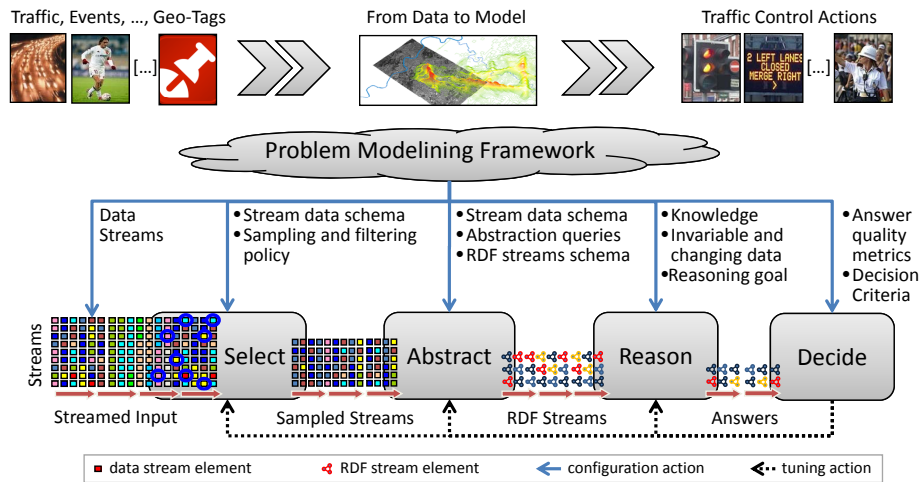 Traffic, Events, …, Geo-Tags
From Data to Model
Traffic Control Actions
[...]
2 LEFT LANES
CLOSED
MERGE RIGHT
>
[...]
Problem Modelining Framework
Data
Streams
•Stream data schema
•Sampling and filtering
policy
•Stream data schema
•Abstraction queries
•RDF streams schema
•Knowledge
•Invariable and
changing data
•Reasoning goal
•Answer
quality
metrics
•Decision
Criteria
Streams
Select
Abstract
Reason
Decide
Streamed Input
Sampled Streams
RDF Streams
Answers
data stream element
RDF stream element
configuration action
tuning action